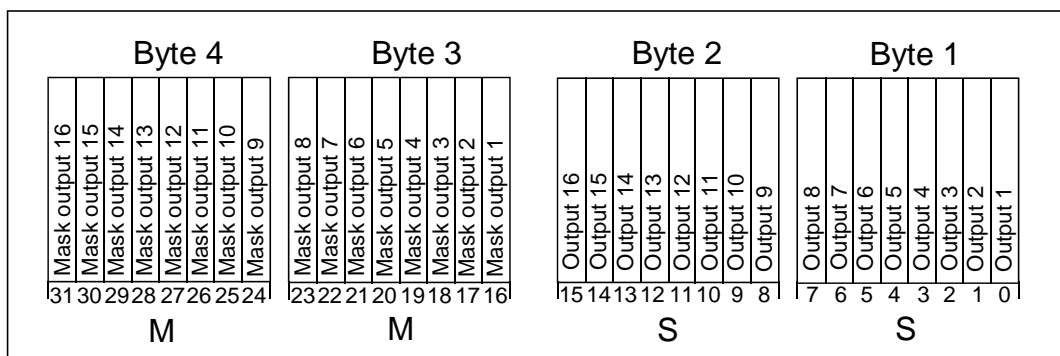 Byte 4
Byte 3
Byte 2
Byte 1
Mask output 16
Mask output 15
Mask output 14
Mask output 13
Mask output 12
Mask output 11
Mask output 10
Mask output 9
Mask output 8
Mask output 7
Mask output 6
Mask output 5
Mask output 4
Mask output 3
Mask output 2
Mask output 1
Output 16
Output 15
Output 14
Output 13
Output 12
Output 11
Output 10
Output 9
Output 8
Output 7
Output 6
Output 5
Output 4
Output 3
Output 2
Output 1
31 30 29 28 27 26 25 24
23 22 21 20 19 18 17 16
15 14 13 12 11 10 9 8
7 6 5 4 3 2 1 0
M
M
S
S